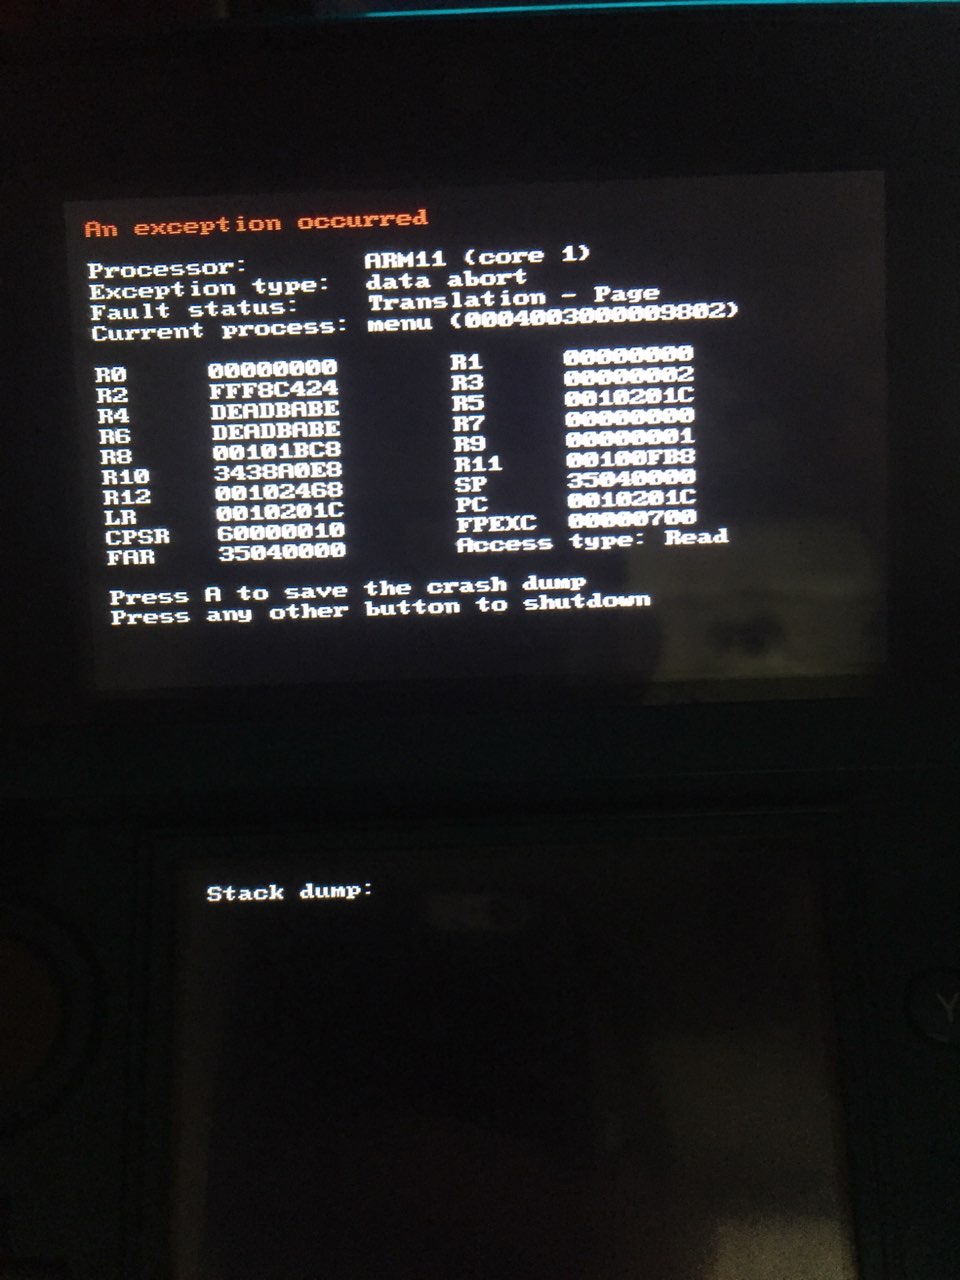 An exception occurred
Processor: ARM11 (core 1)
Exception type: data abort
Fault status: Translation - Page
Current process: menu (0004003000009802)
R0 00000000 R1 00000000
R2 FFF8C424 R3 00000002
R4 DEADBABE R5 0010201C
R6 DEADBABE R7 00000000
R8 00101BC8 R9 00000001
R10 3438A0E8 R11 00100FB8
R12 00102468 SP 35040000
LR 0010201C PC 0010201C
CPSR 60000010 FPEXC 00000700
FAR 35040000 Access type: Read
Press A to save the crash dump
Press any other button to shutdown
Stack dump:
Y